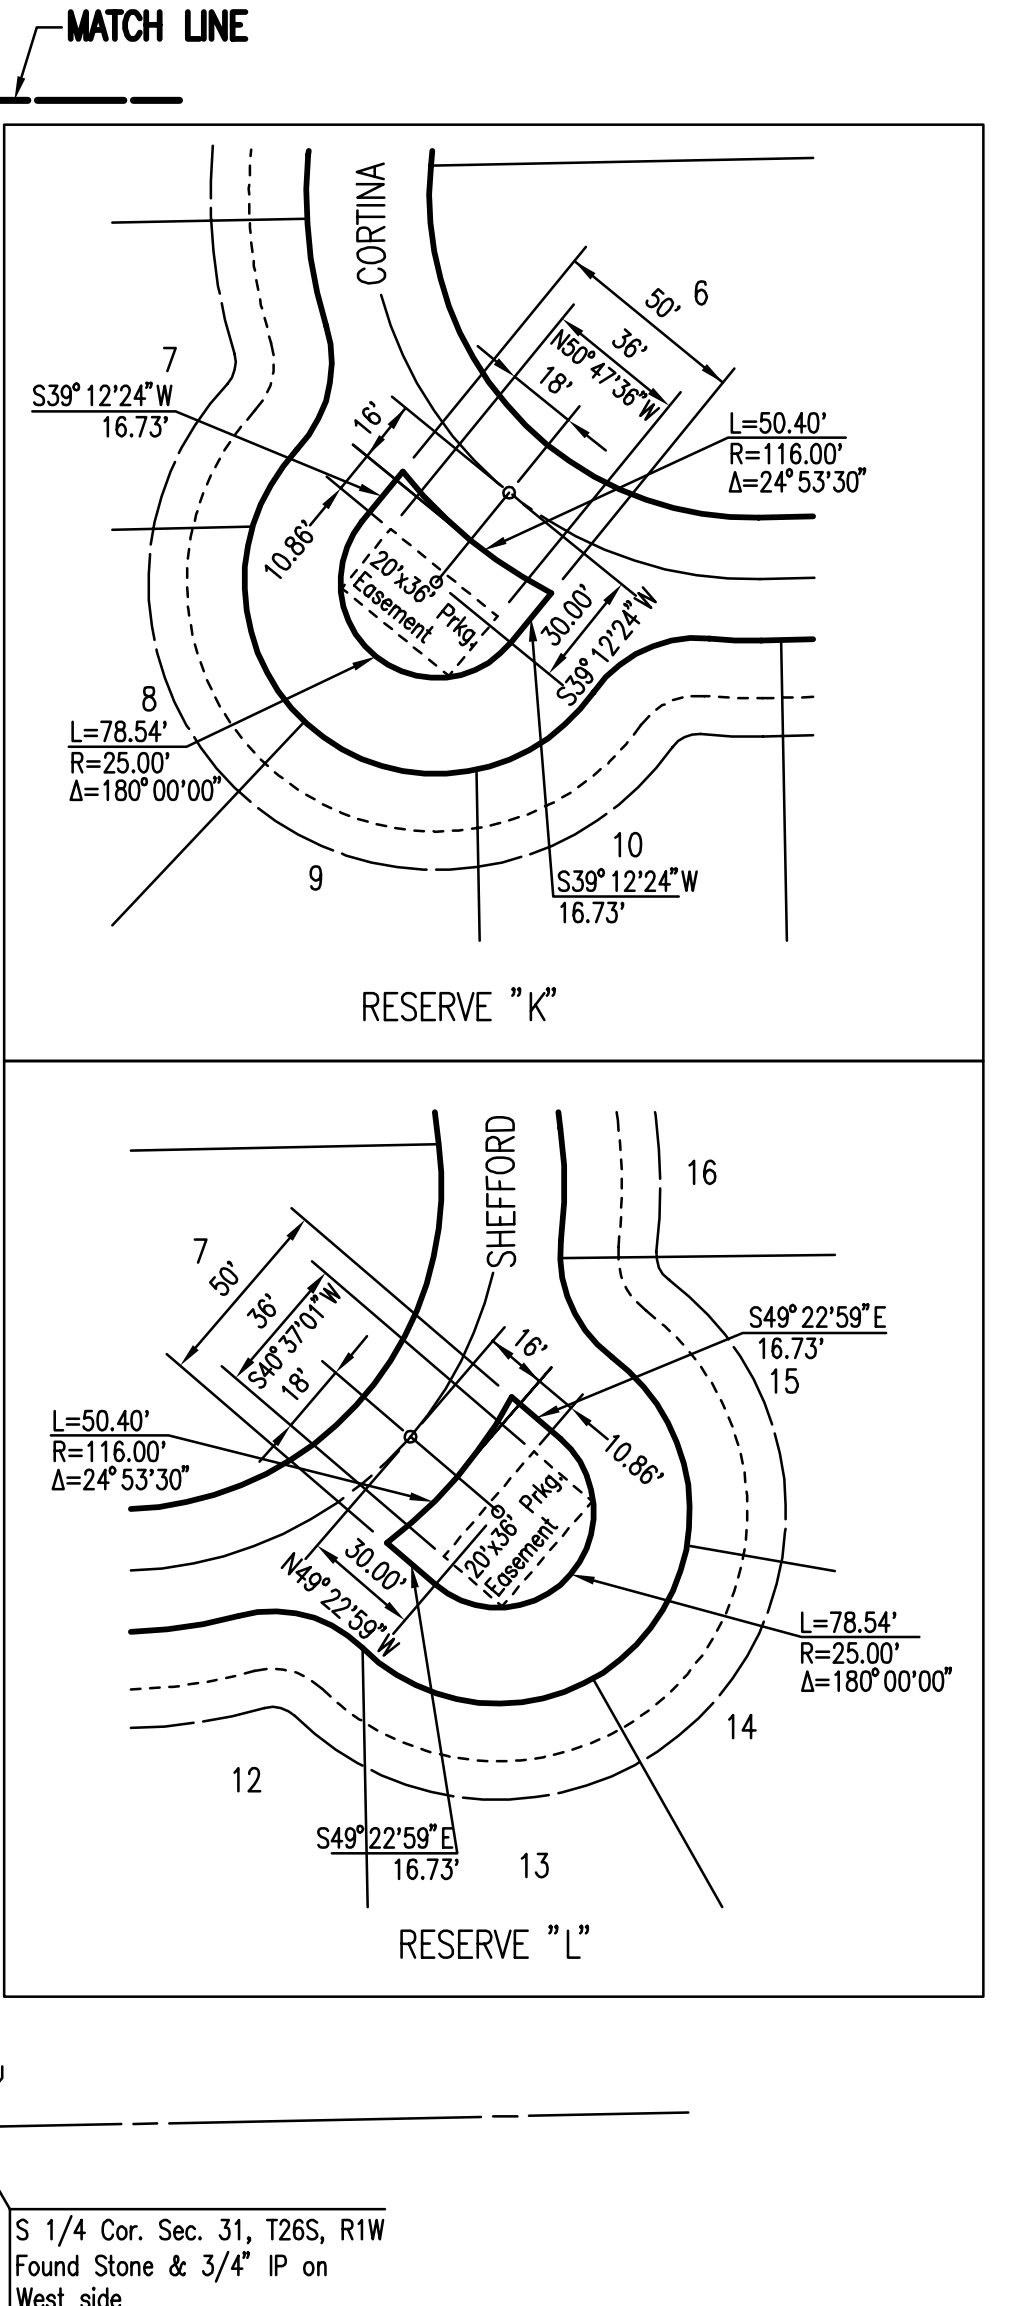 MATCH LINE
CORTINA
6
50'
36'
N50°47'36"W
18'
7
S39°12'24"W
16.73'
16'
L=50.40'
R=116.00'
Δ=24°53'30"
10.86'
20'x36' Prkg.
Easement
30.00'
S39°12'24"W
8
L=78.54'
R=25.00'
Δ=180°00'00"
9
10
S39°12'24"W
16.73'
RESERVE "K"
SHEFFORD
16
7
50'
36'
S40°37'01"W
18'
16'
S49°22'59"E
16.73'
15
L=50.40'
R=116.00'
Δ=24°53'30"
10.86'
20'x36' Prkg.
Easement
30.00'
N49°22'59"W
L=78.54'
R=25.00'
Δ=180°00'00"
14
12
S49°22'59"E
16.73'
13
RESERVE "L"
S 1/4 Cor. Sec. 31, T26S, R1W
Found Stone & 3/4" IP on
West side